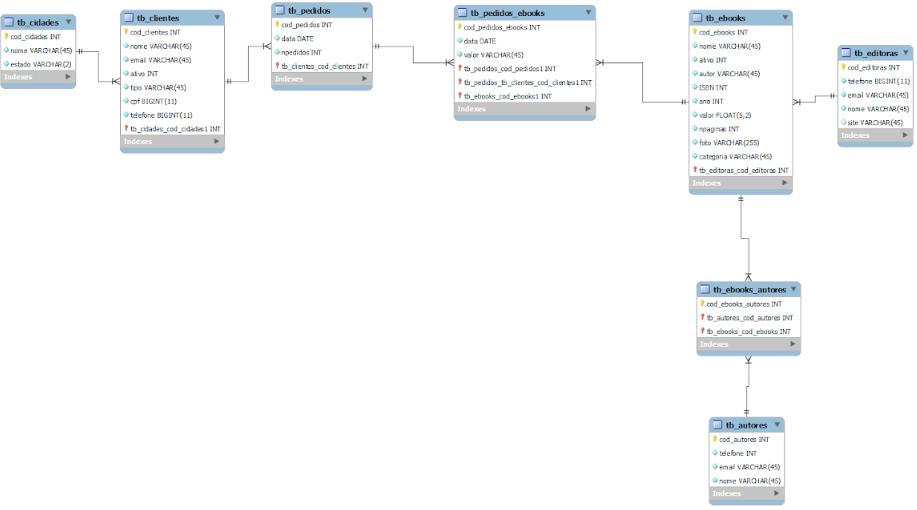 tb_cidades
cod_cidades INT
nome VARCHAR(45)
estado VARCHAR(2)
Indexes
tb_clientes
cod_clientes INT
nome VARCHAR(45)
email VARCHAR(45)
ativo INT
tipo VARCHAR(45)
cpf BIGINT(11)
telefone BIGINT(11)
tb_cidades_cod_cidades1 INT
Indexes
tb_pedidos
cod_pedidos INT
data DATE
npedidos INT
tb_clientes_cod_clientes INT
Indexes
tb_pedidos_ebooks
cod_pedidos_ebooks INT
data DATE
valor VARCHAR(45)
tb_pedidos_cod_pedidos1 INT
tb_pedidos_tb_clientes_cod_clientes1 INT
tb_ebooks_cod_ebooks1 INT
Indexes
tb_ebooks
cod_ebooks INT
nome VARCHAR(45)
ativo INT
autor VARCHAR(45)
ISBN INT
ano INT
valor FLOAT(5,2)
npaginas INT
foto VARCHAR(255)
categoria VARCHAR(45)
tb_editoras_cod_editoras INT
Indexes
tb_editoras
cod_editoras INT
telefone BIGINT(11)
email VARCHAR(45)
nome VARCHAR(45)
site VARCHAR(45)
Indexes
tb_ebooks_autores
cod_ebooks_autores INT
tb_autores_cod_autores INT
tb_ebooks_cod_ebooks INT
Indexes
tb_autores
cod_autores INT
telefone INT
email VARCHAR(45)
nome VARCHAR(45)
Indexes